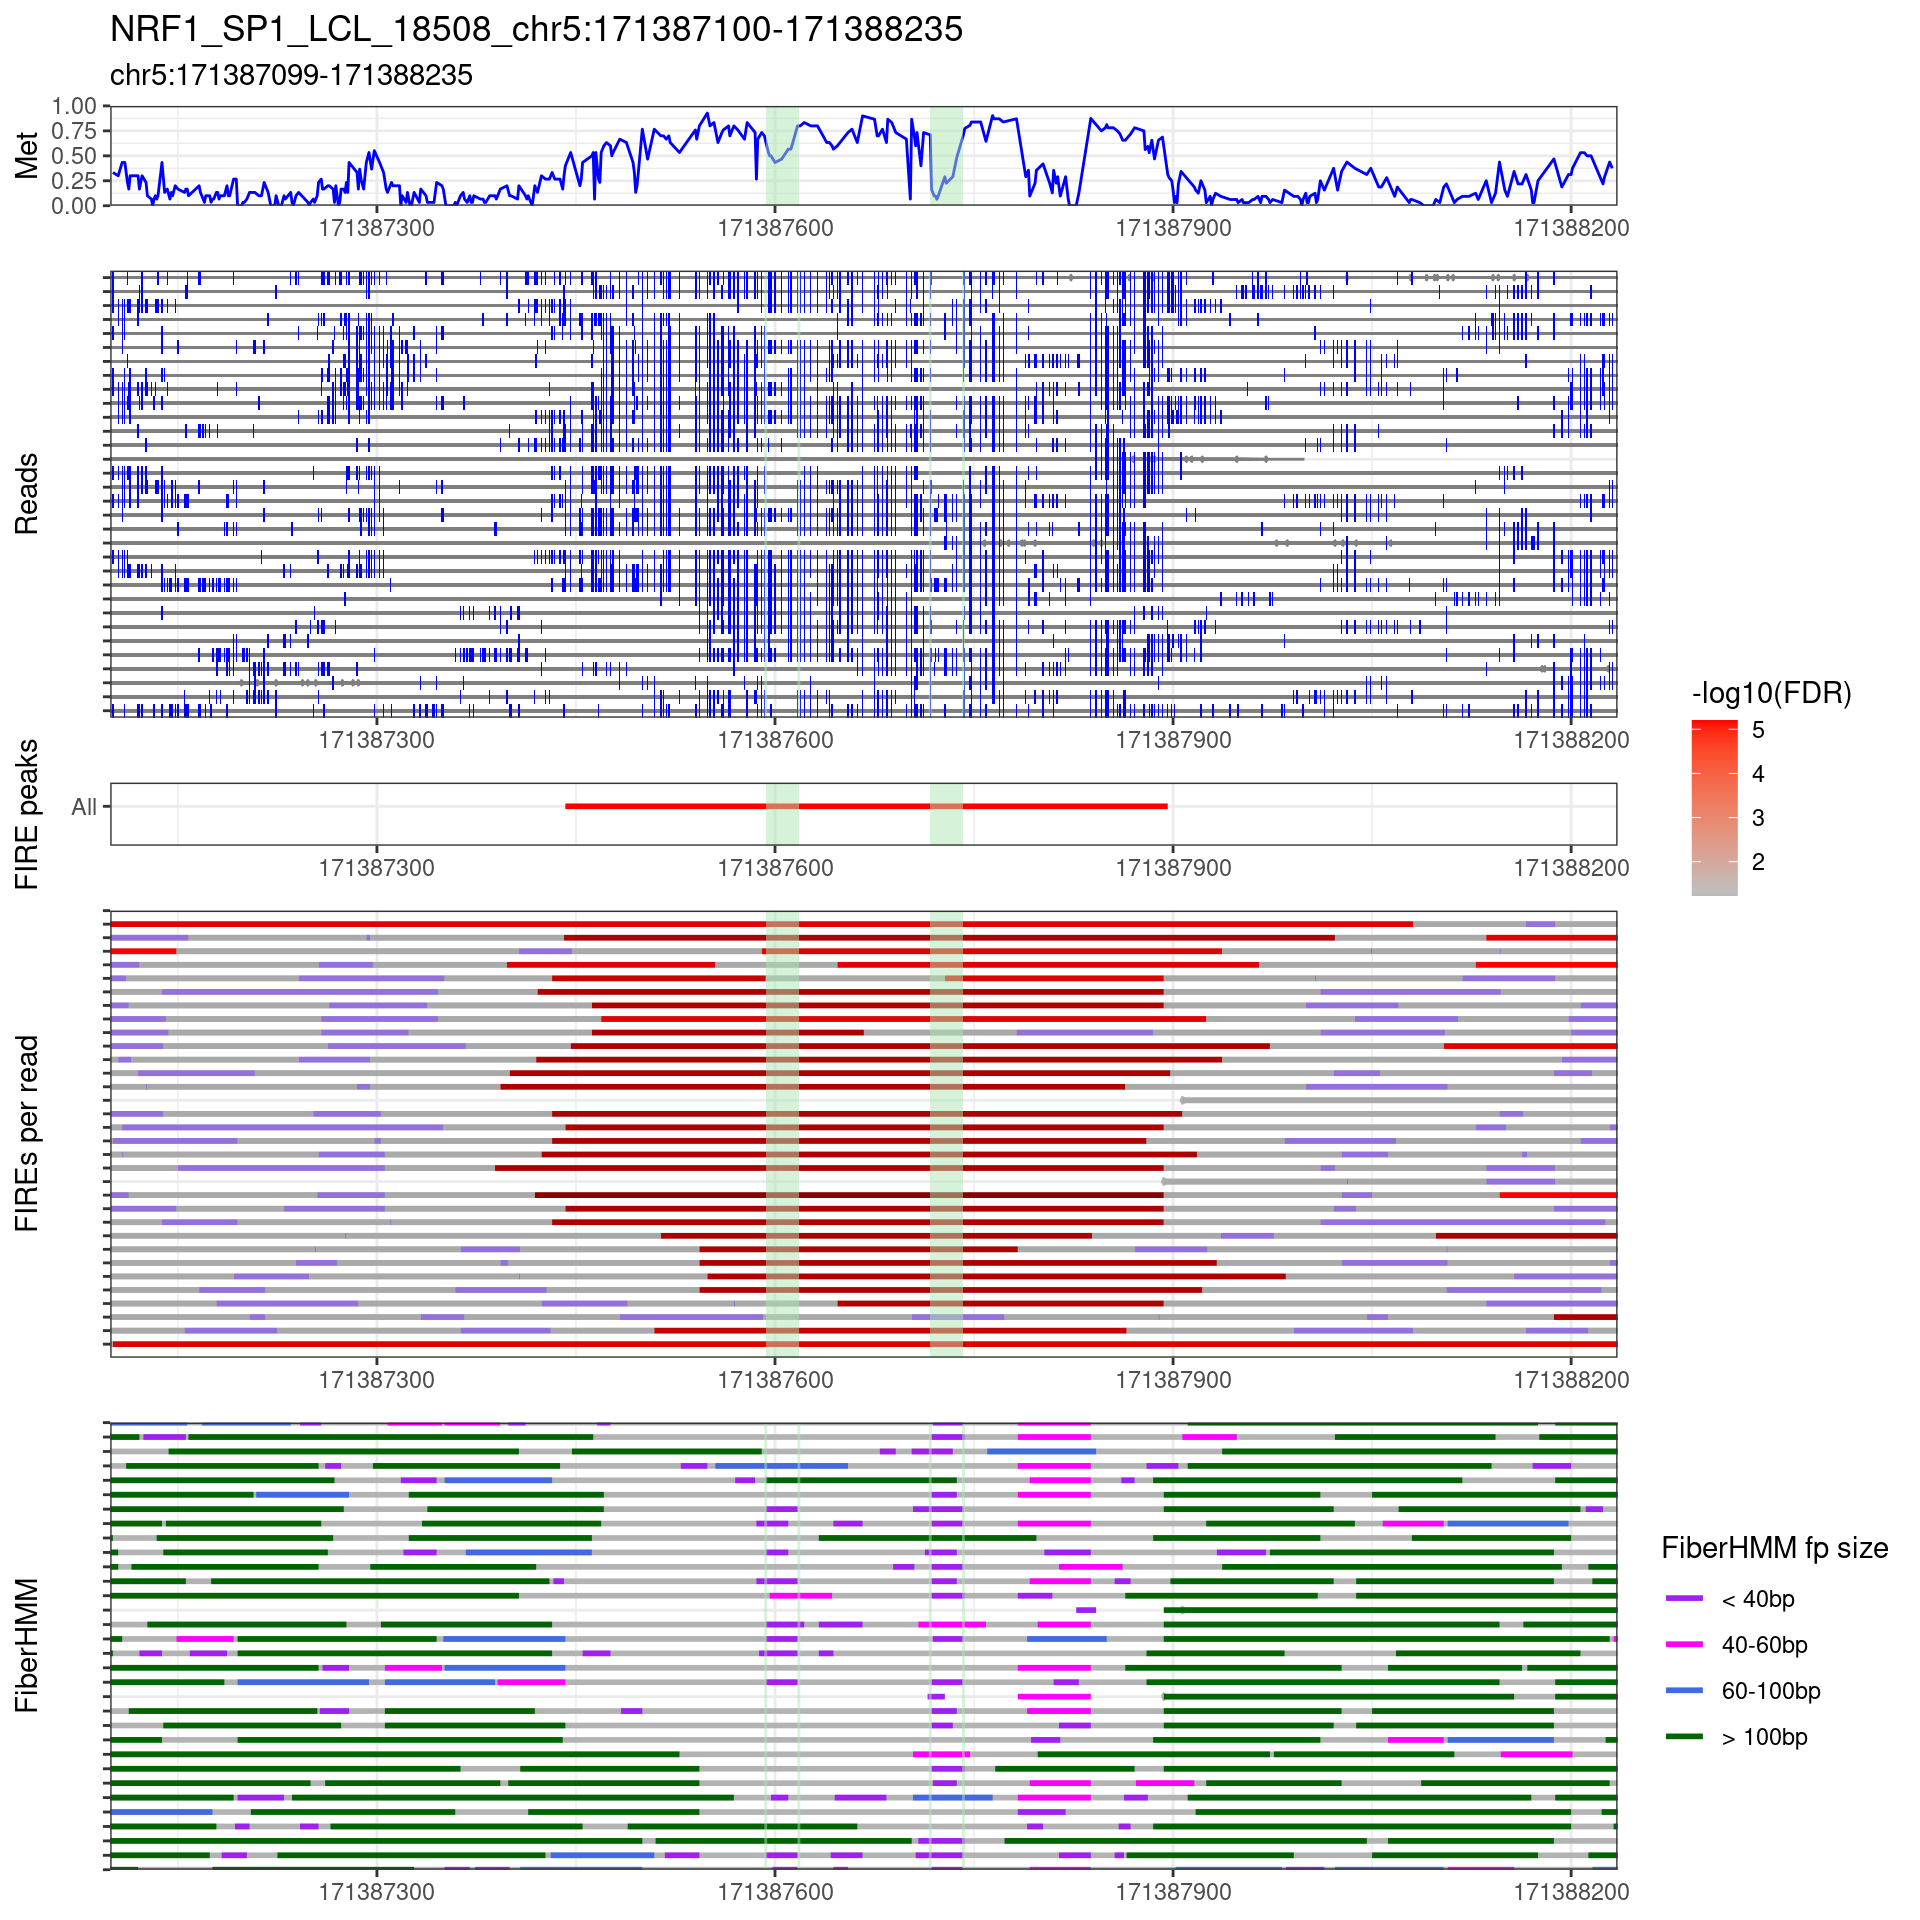 NRF1_SP1_LCL_18508_chr5:171387100-171388235
chr5:171387099-171388235
Met
1.00
0.75
0.50
0.25
0.00
171387300 171387600 171387900 171388200
Reads
171387300 171387600 171387900 171388200
FIRE peaks
All
171387300 171387600 171387900 171388200
-log10(FDR)
5
4
3
2
FIREs per read
171387300 171387600 171387900 171388200
FiberHMM
171387300 171387600 171387900 171388200
FiberHMM fp size
< 40bp
40-60bp
60-100bp
> 100bp